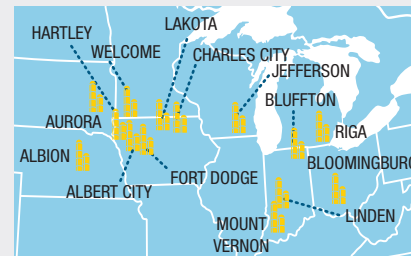 LAKOTA
HARTLEY
WELCOME
CHARLES CITY
JEFFERSON
BLUFFTON
AURORA
RIGA
ALBION
BLOOMINGBURG
FORT DODGE
ALBERT CITY
LINDEN
MOUNT
VERNON